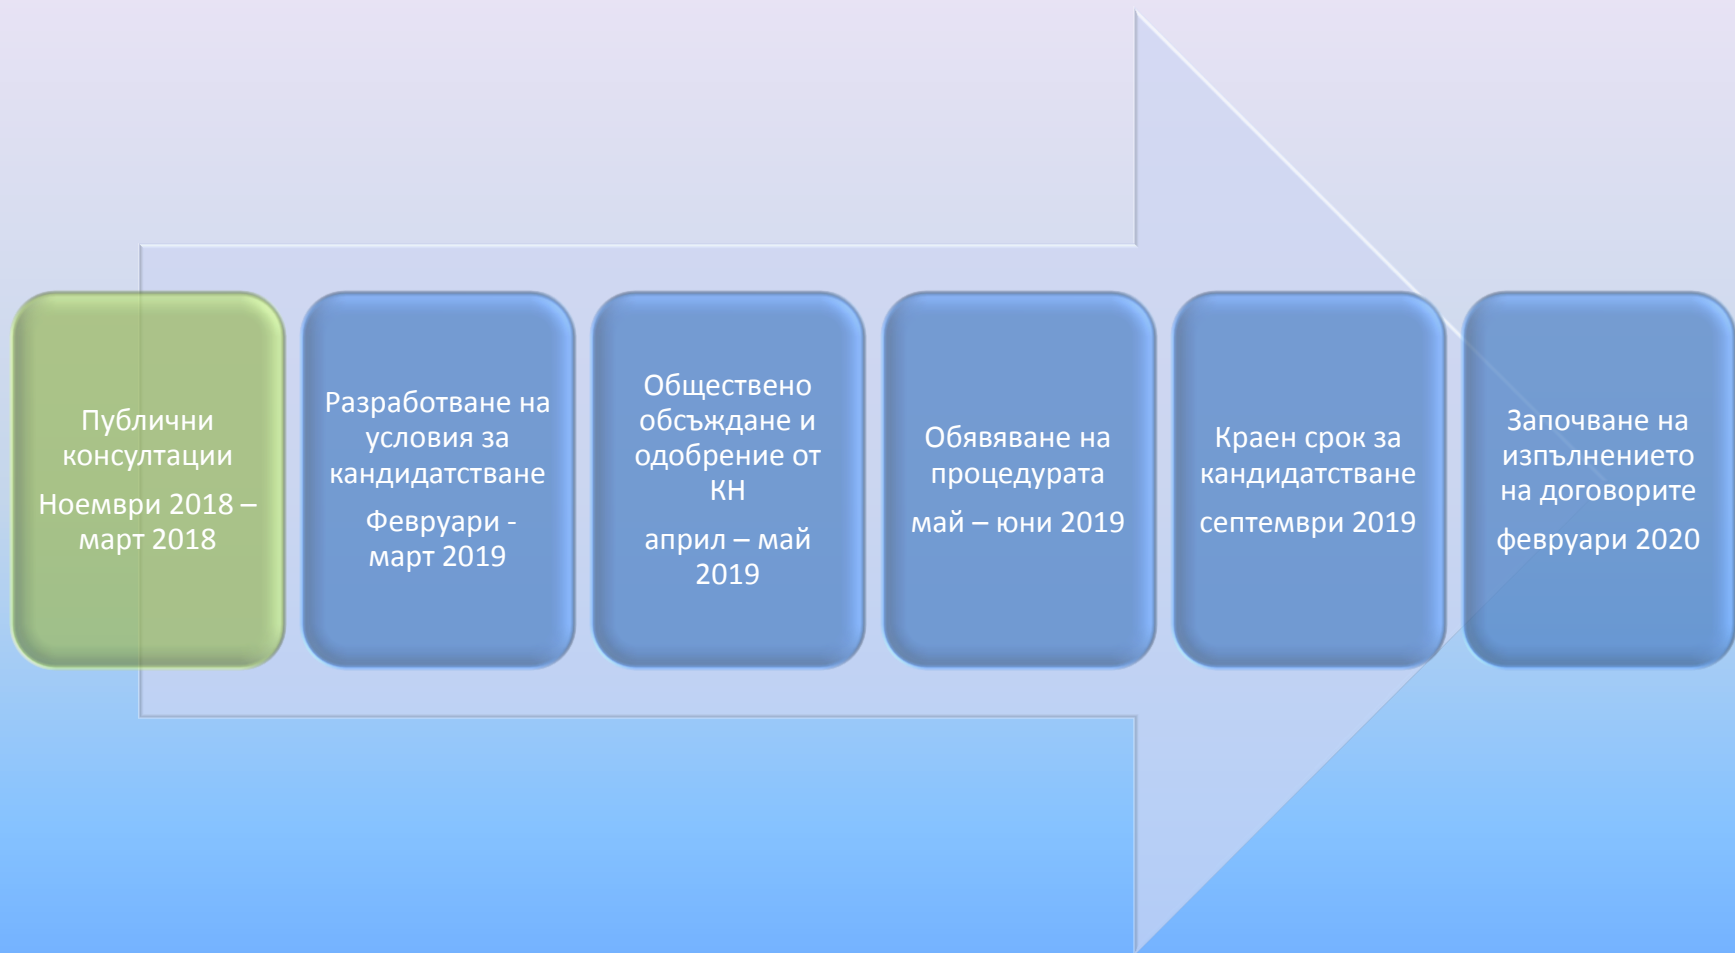 Публични
консултации
Ноември 2018 –
март 2018
Разработване на
условия за
кандидатстване
Февруари -
март 2019
Обществено
обсъждане и
одобрение от
КН
април – май
2019
Обявяване на
процедурата
май – юни 2019
Краен срок за
кандидатстване
септември 2019
Започване на
изпълнението
на договорите
февруари 2020